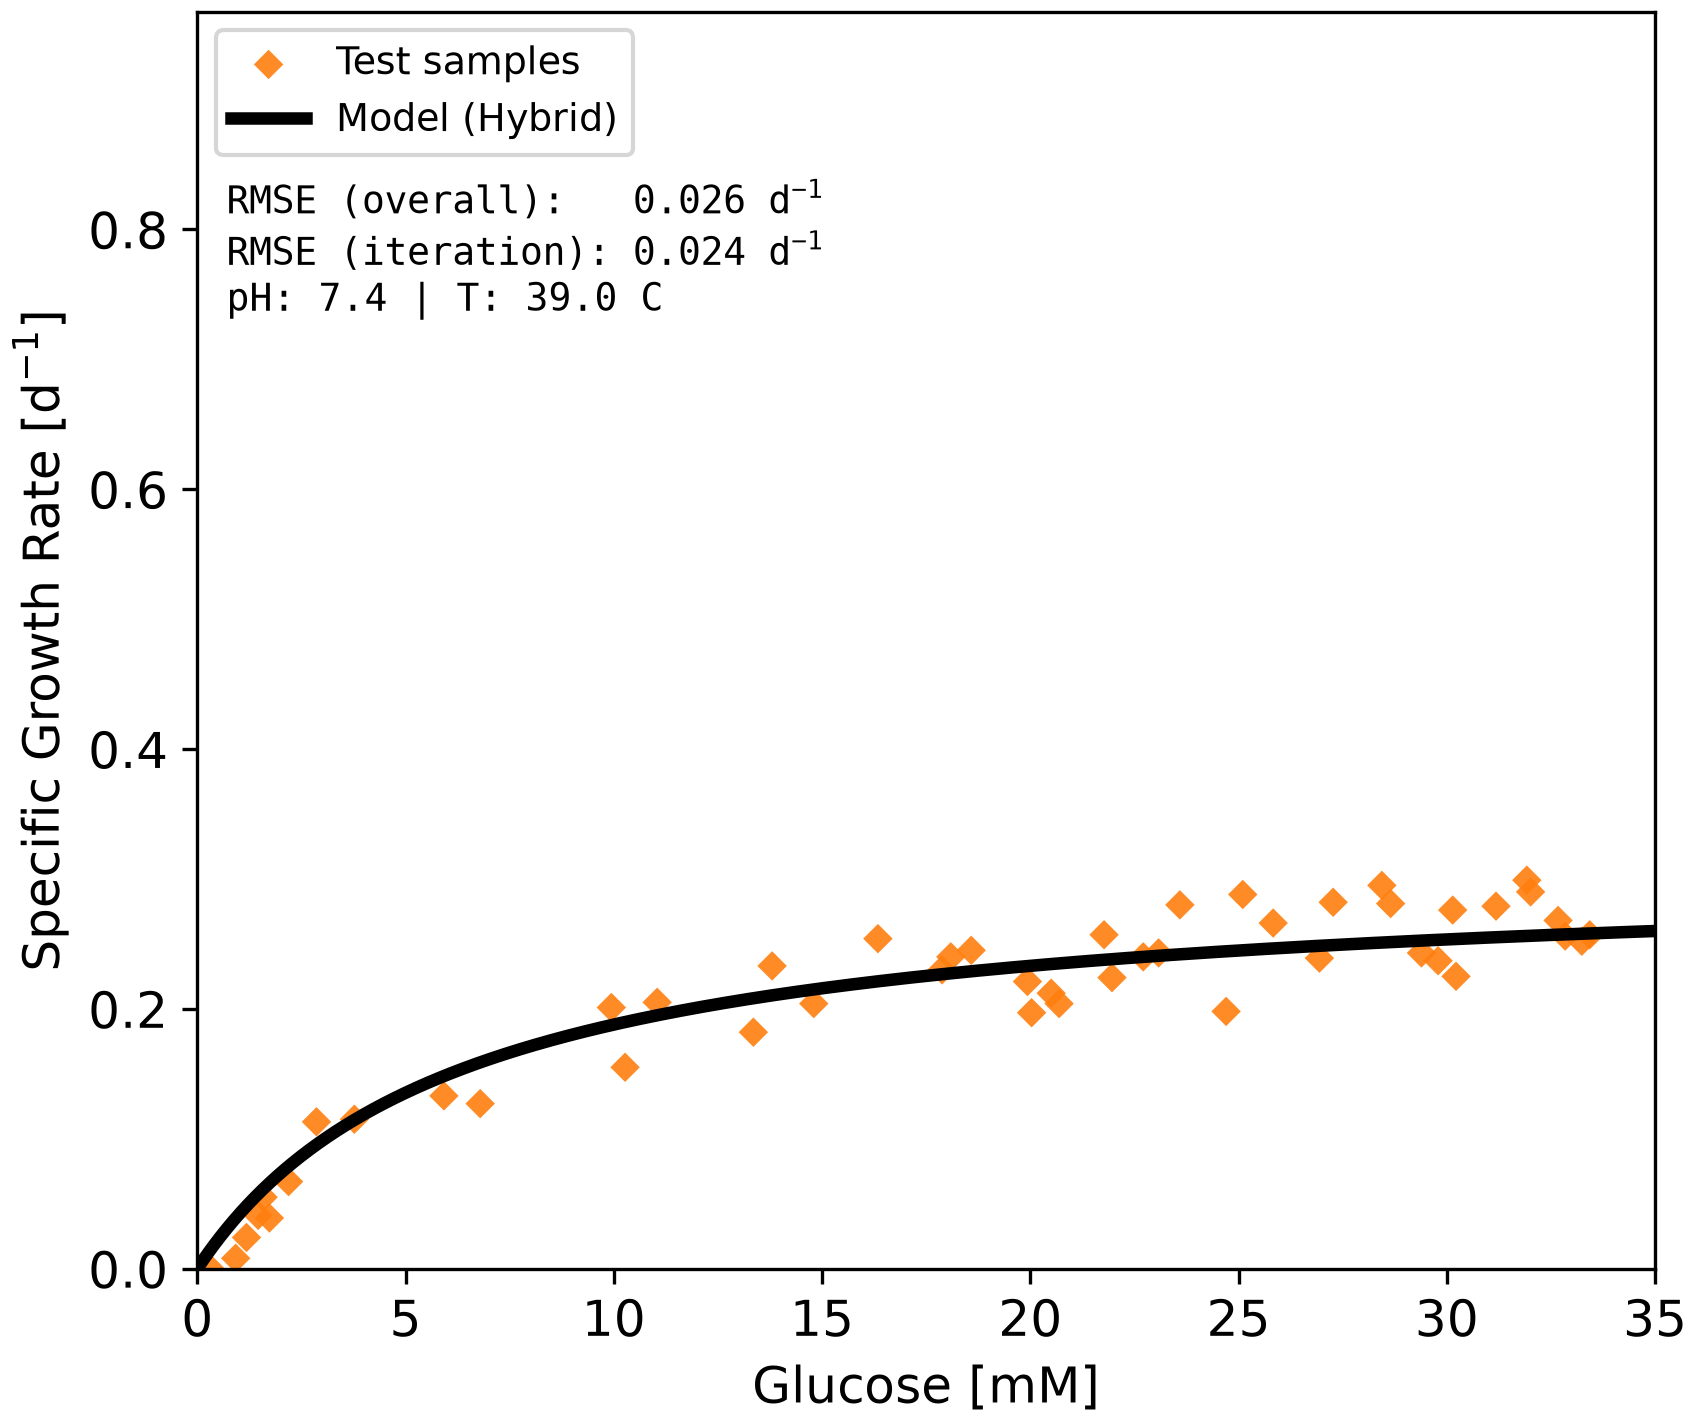 Test samples
Model (Hybrid)
RMSE (overall):   0.026 d⁻¹
RMSE (iteration): 0.024 d⁻¹
pH: 7.4 | T: 39.0 C
Specific Growth Rate [d⁻¹]
0.8
0.6
0.4
0.2
0.0
0 5 10 15 20 25 30 35
Glucose [mM]